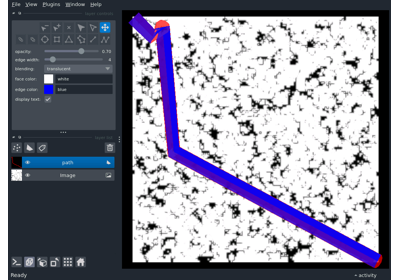 File View Plugins Window Help
opacity: 0.70
edge width: 4
blending: translucent
face color: white
edge color: blue
display text:
path
Image
Ready
activity